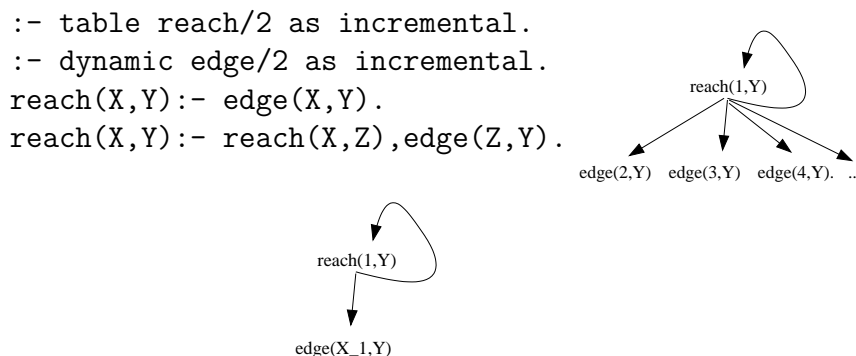 :- table reach/2 as incremental.
:- dynamic edge/2 as incremental.
reach(X,Y):- edge(X,Y).
reach(X,Y):- reach(X,Z),edge(Z,Y).
reach(1,Y)
edge(2,Y) edge(3,Y) edge(4,Y). ..
reach(1,Y)
edge(X_1,Y)